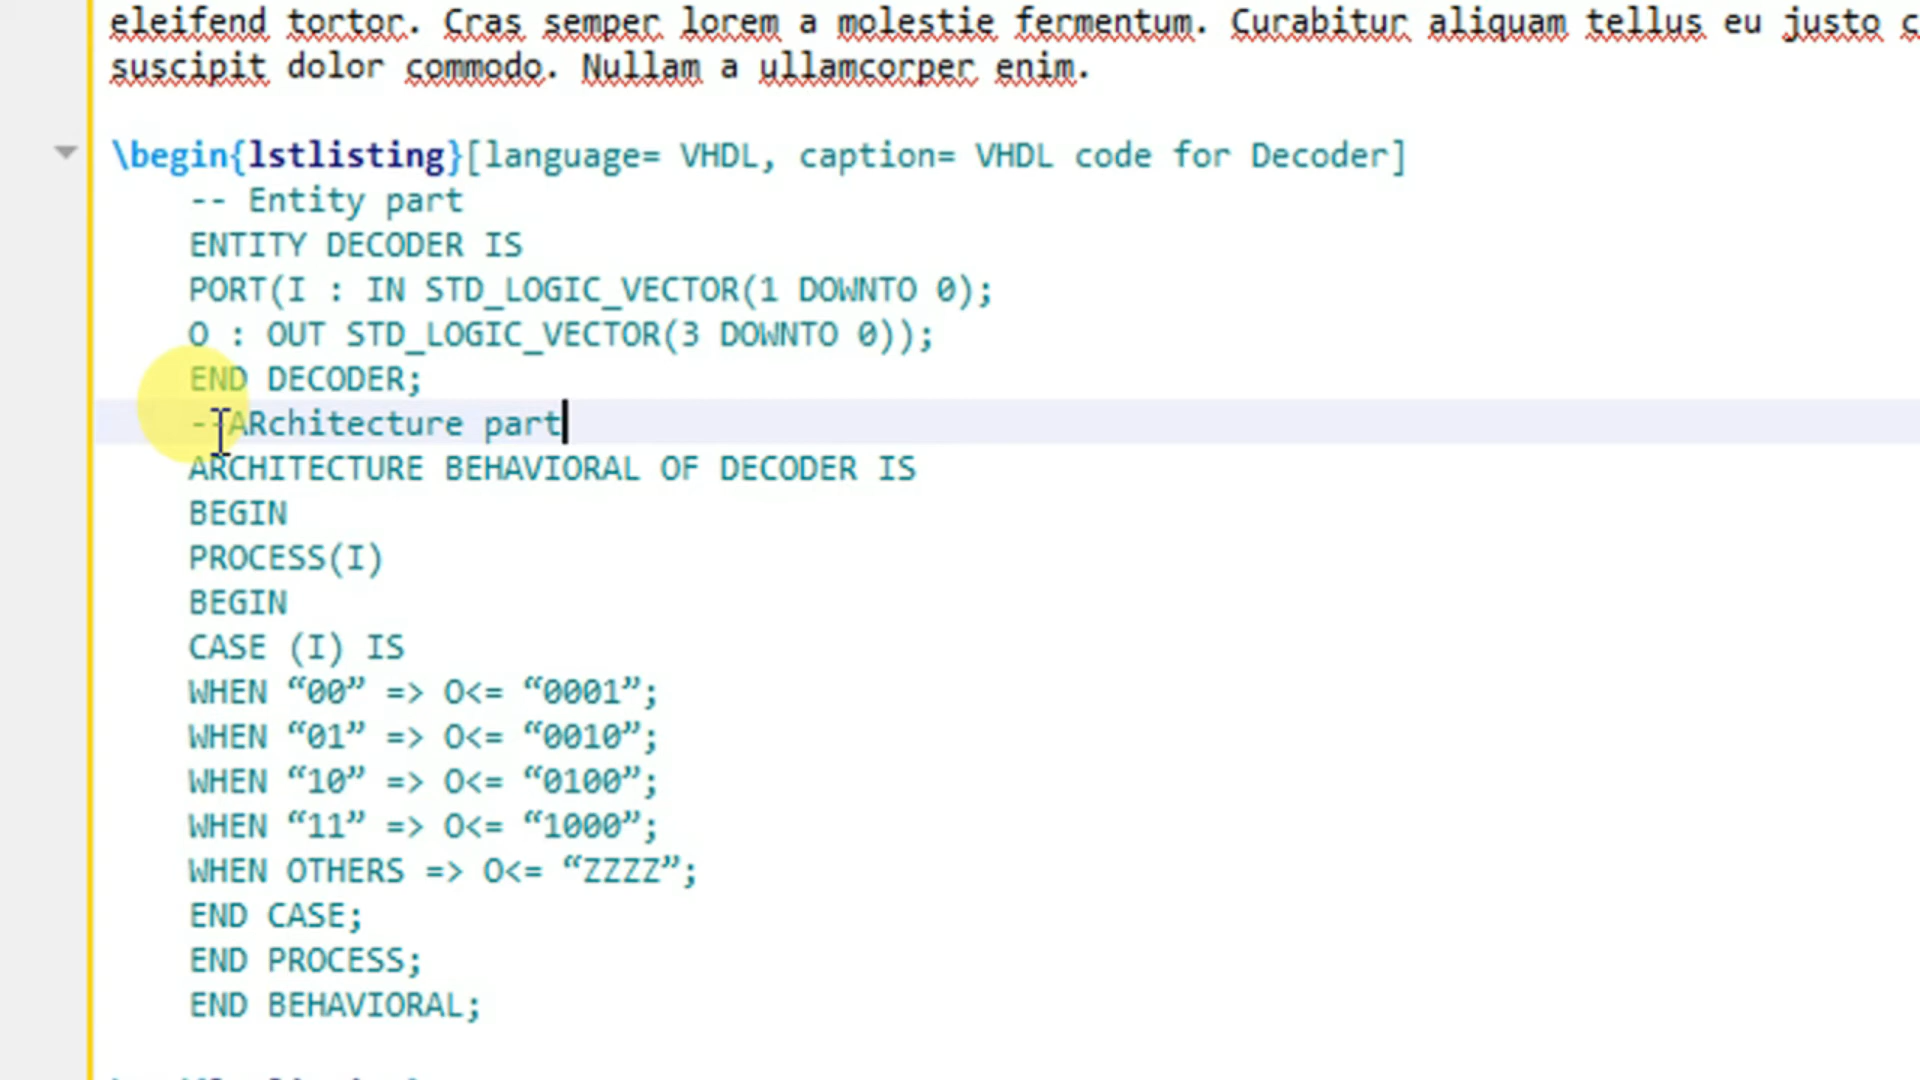 eleifend tortor. Cras semper lorem a molestie fermentum. Curabitur aliquam tellus eu justo
suscipit dolor commodo. Nullam a ullamcorper enim.
\begin{lstlisting}[language= VHDL, caption= VHDL code for Decoder]
-- Entity part
ENTITY DECODER IS
PORT(I : IN STD_LOGIC_VECTOR(1 DOWNTO 0);
O : OUT STD_LOGIC_VECTOR(3 DOWNTO 0));
END DECODER;
--ARchitecture part
ARCHITECTURE BEHAVIORAL OF DECODER IS
BEGIN
PROCESS(I)
BEGIN
CASE (I) IS
WHEN “00” => O<= “0001”;
WHEN “01” => O<= “0010”;
WHEN “10” => O<= “0100”;
WHEN “11” => O<= “1000”;
WHEN OTHERS => O<= “ZZZZ”;
END CASE;
END PROCESS;
END BEHAVIORAL;